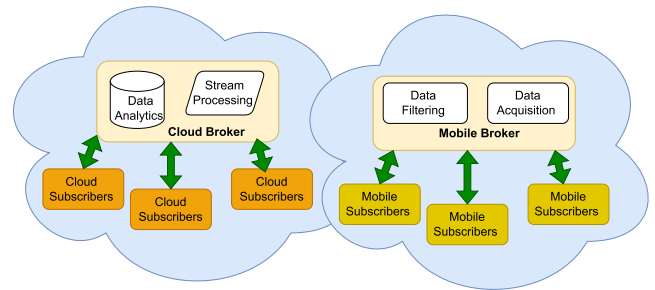 Data
Analytics
Stream
Processing
Cloud Broker
Cloud
Subscribers
Cloud
Subscribers
Cloud
Subscribers
Data
Filtering
Data
Acquisition
Mobile Broker
Mobile
Subscribers
Mobile
Subscribers
Mobile
Subscribers